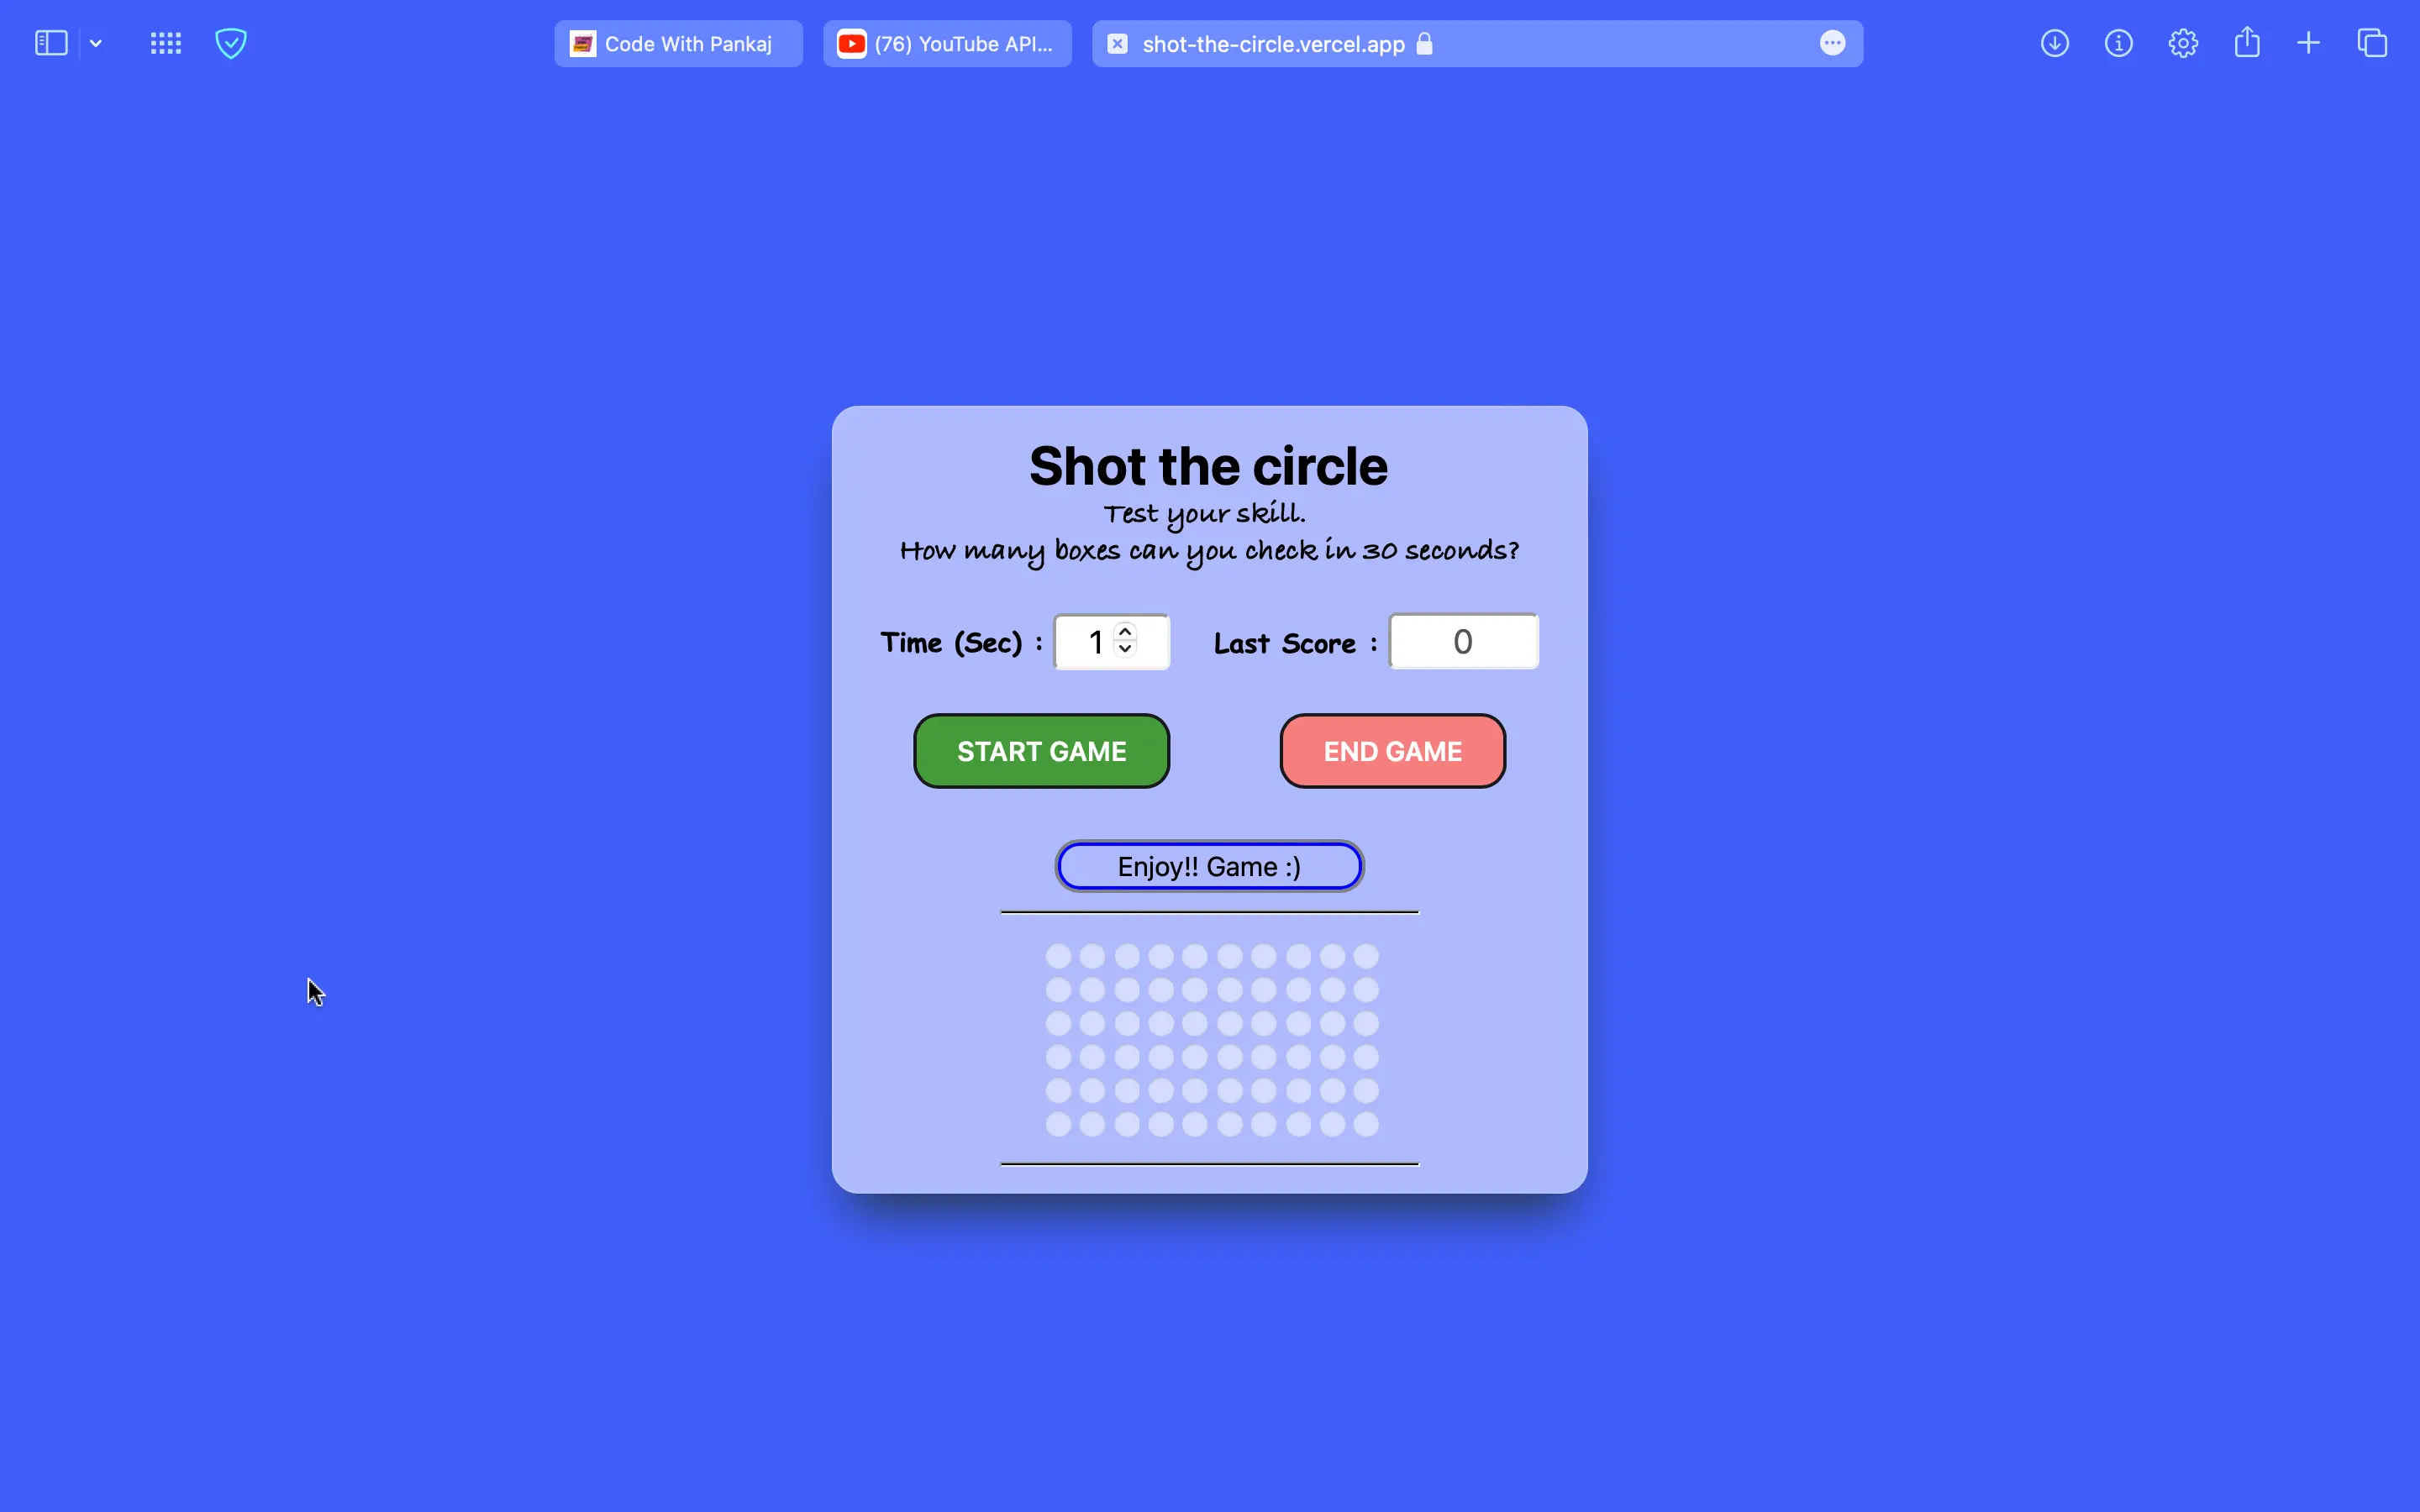 Code With Pankaj
(76) YouTube API...
shot-the-circle.vercel.app
Shot the circle
Test your skill.
How many boxes can you check in 30 seconds?
Time (Sec) : 1 Last Score : 0
START GAME END GAME
Enjoy!! Game :)